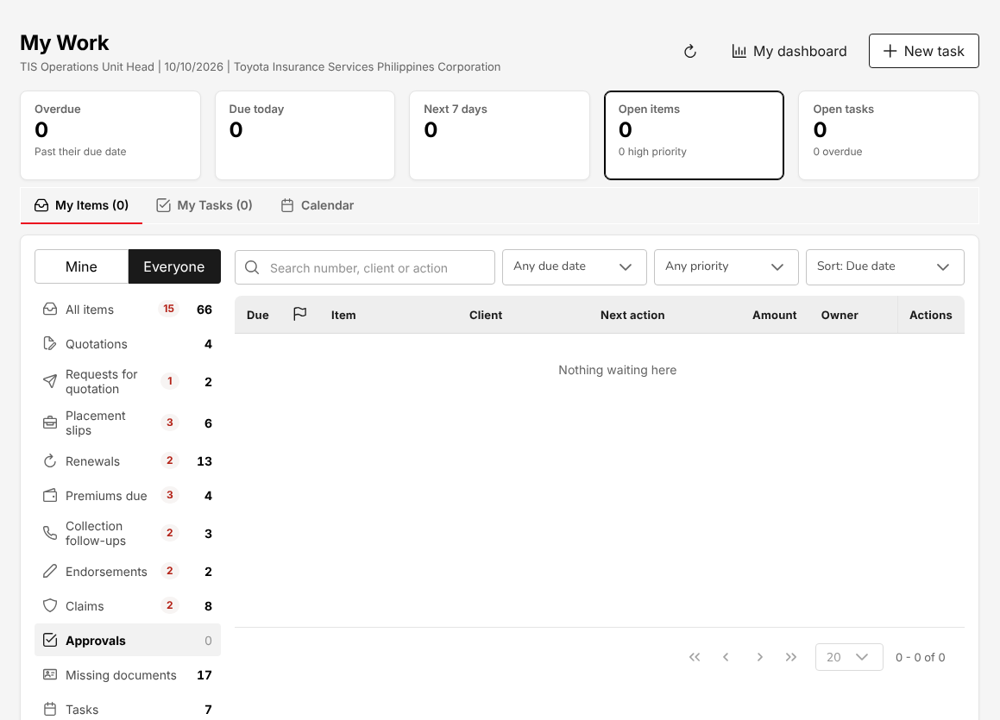 My Work
TIS Operations Unit Head | 10/10/2026 | Toyota Insurance Services Philippines Corporation
My dashboard
New task
Overdue
0
Past their due date
Due today
0
Next 7 days
0
Open items
0
0 high priority
Open tasks
0
0 overdue
My Items (0)
My Tasks (0)
Calendar
Mine
Everyone
All items 15 66
Quotations 4
Requests for
quotation 1 2
Placement
slips 3 6
Renewals 2 13
Premiums due 3 4
Collection
follow-ups 2 3
Endorsements 2 2
Claims 2 8
Approvals 0
Missing documents 17
Tasks 7
Search number, client or action
Any due date
Any priority
Sort: Due date
Due Item Client Next action Amount Owner Actions
Nothing waiting here
20
0 - 0 of 0